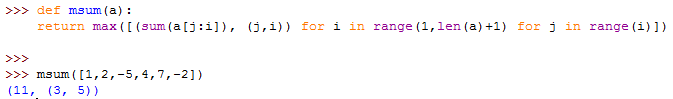 >>> def msum(a):
    return max([(sum(a[j:i]), (j,i)) for i in range(1,len(a)+1) for j in range(i)])
>>>
>>> msum([1,2,-5,4,7,-2])
(11, (3, 5))